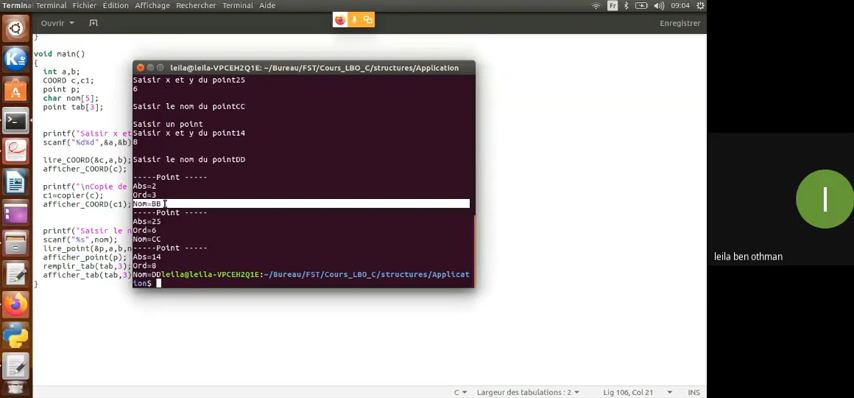 Terminal Terminal Fichier Édition Affichage Rechercher Terminal Aide
Fr
09:04
Ouvrir
Enregistrer
}
void main()
{
int a,b;
COORD c,c1;
point p;
char nom[5];
point tab[3];
printf("Saisir x et
scanf("%d%d",&a,&b)
lire_COORD(&c,a,b);
afficher_COORD(c);
printf("\nCopie de
c1=copier(c);
afficher_COORD(c1);
printf("Saisir le n
scanf("%s",nom);
lire_point(&p,a,b,n
afficher_point(p);
remplir_tab(tab,3);
afficher_tab(tab,3)
}
leila@leila-VPCEH2Q1E: ~/Bureau/FST/Cours_LBO_C/structures/Application
Saisir x et y du point25
6
Saisir le nom du pointCC
Saisir un point
Saisir x et y du point14
8
Saisir le nom du pointDD
-----Point -----
Abs=2
Ord=3
Nom=BB
-----Point -----
Abs=25
Ord=6
Nom=CC
-----Point -----
Abs=14
Ord=8
Nom=DDleila@leila-VPCEH2Q1E:~/Bureau/FST/Cours_LBO_C/structures/Applicat
ion$
I
leila ben othman
C
Largeur des tabulations : 2
Lig 106, Col 21
INS